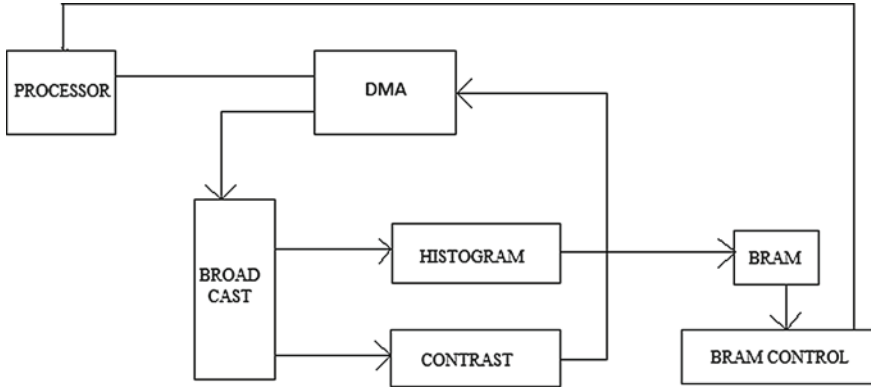 PROCESSOR
DMA
BROAD
CAST
HISTOGRAM
BRAM
CONTRAST
BRAM CONTROL